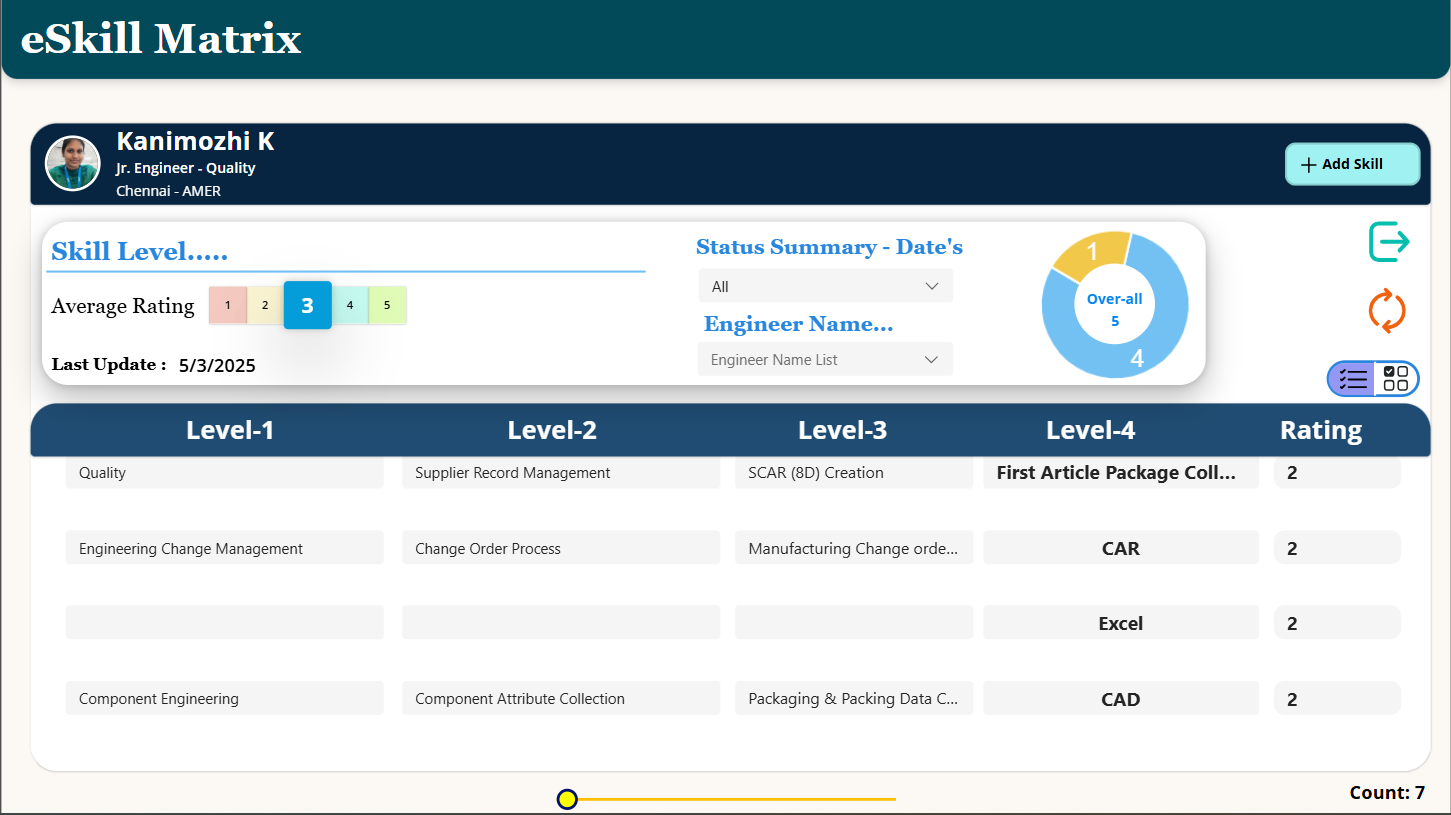 eSkill Matrix
Kanimozhi K
Jr. Engineer - Quality
Chennai - AMER
+ Add Skill
Skill Level.....
Average Rating 1 2 3 4 5
Last Update : 5/3/2025
Status Summary - Date's
All
Engineer Name...
Engineer Name List
1
Over-all
5
4
Level-1 Level-2 Level-3 Level-4 Rating
Quality Supplier Record Management SCAR (8D) Creation First Article Package Coll... 2
Engineering Change Management Change Order Process Manufacturing Change orde... CAR 2
Excel 2
Component Engineering Component Attribute Collection Packaging & Packing Data C... CAD 2
Count: 7